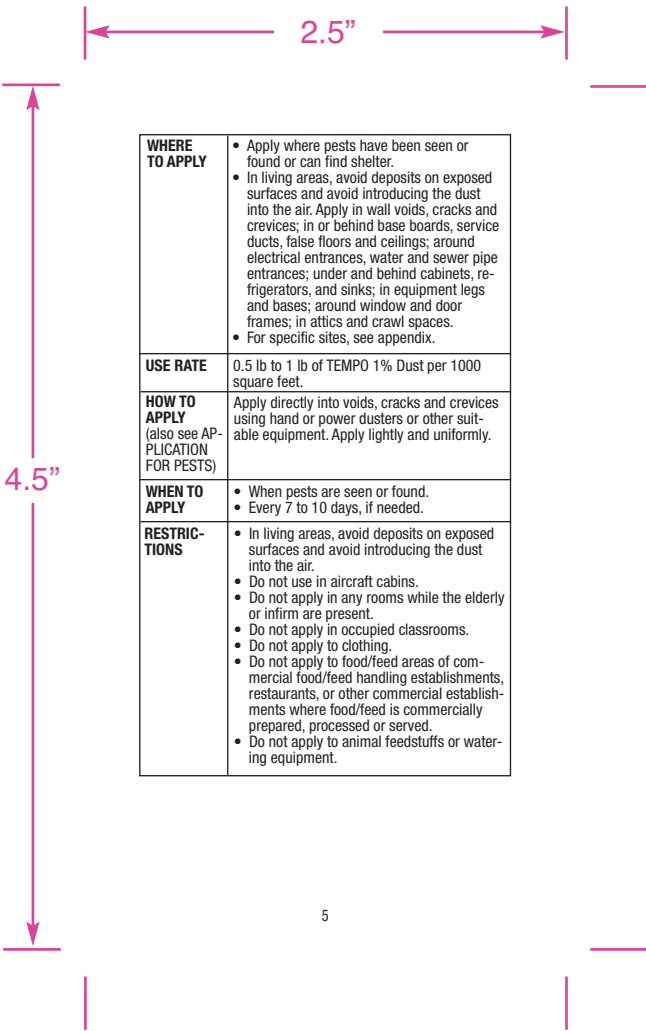 2.5”
4.5”
WHERE
TO APPLY
• Apply where pests have been seen or
found or can find shelter.
• In living areas, avoid deposits on exposed
surfaces and avoid introducing the dust
into the air. Apply in wall voids, cracks and
crevices; in or behind base boards, service
ducts, false floors and ceilings; around
electrical entrances, water and sewer pipe
entrances; under and behind cabinets, re-
frigerators, and sinks; in equipment legs
and bases; around window and door
frames; in attics and crawl spaces.
• For specific sites, see appendix.
USE RATE
0.5 lb to 1 lb of TEMPO 1% Dust per 1000
square feet.
HOW TO
APPLY
(also see AP-
PLICATION
FOR PESTS)
Apply directly into voids, cracks and crevices
using hand or power dusters or other suit-
able equipment. Apply lightly and uniformly.
WHEN TO
APPLY
• When pests are seen or found.
• Every 7 to 10 days, if needed.
RESTRIC-
TIONS
• In living areas, avoid deposits on exposed
surfaces and avoid introducing the dust
into the air.
• Do not use in aircraft cabins.
• Do not apply in any rooms while the elderly
or infirm are present.
• Do not apply in occupied classrooms.
• Do not apply to clothing.
• Do not apply to food/feed areas of com-
mercial food/feed handling establishments,
restaurants, or other commercial establish-
ments where food/feed is commercially
prepared, processed or served.
• Do not apply to animal feedstuffs or water-
ing equipment.
5